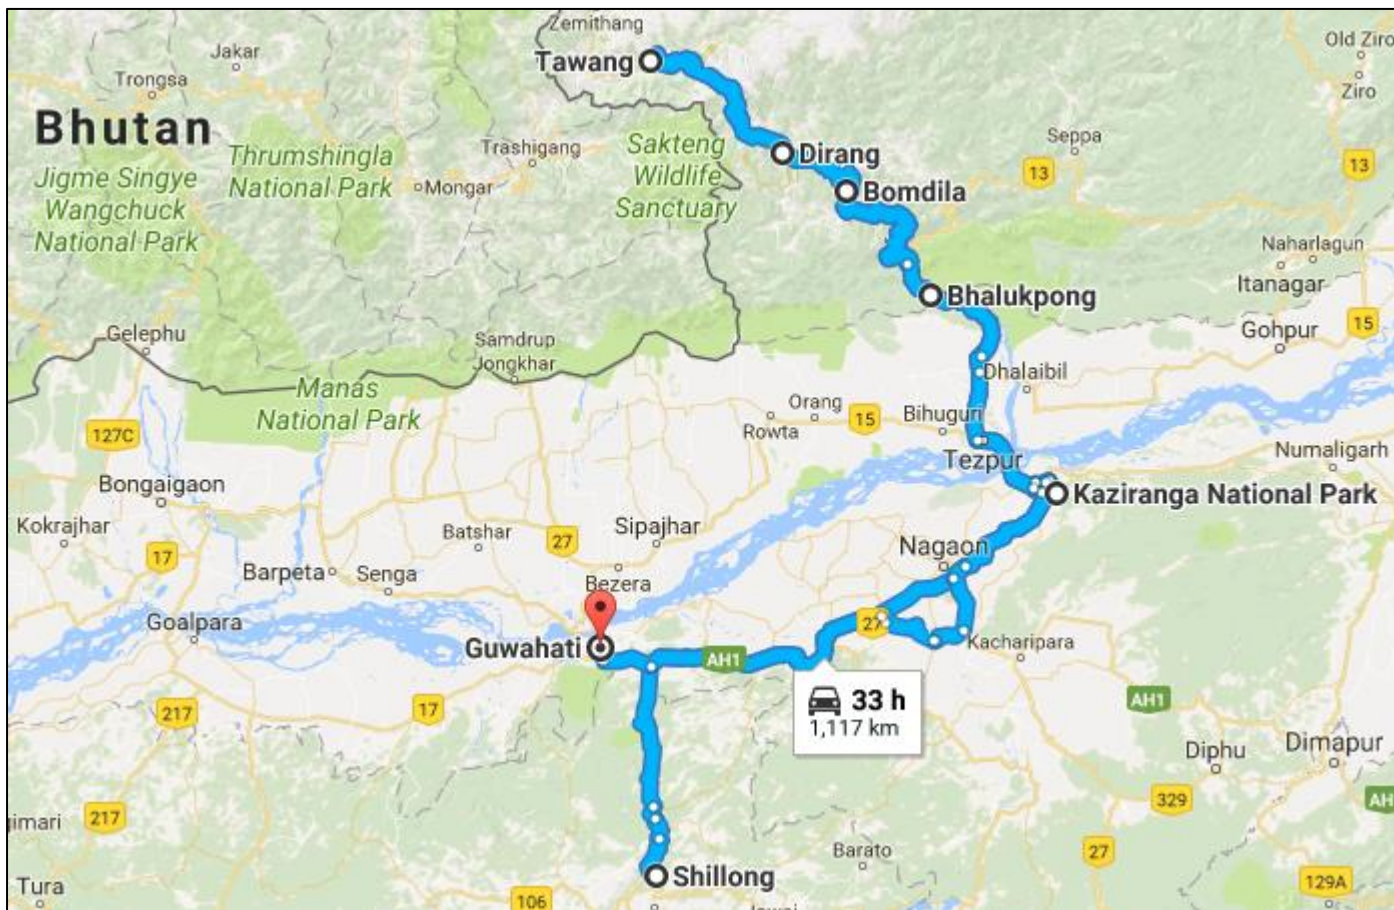 Zemithang
Tawang
Jakar
Trongsa
Bhutan
Thrumshingla
National Park
Trashigang
Mongar
Jigme Singye
Wangchuck
National Park
Sakteng
Wildlife
Sanctuary
Dirang
Bomdila
Seppa
Old Ziro
Ziro
13
13
Naharlagun
Itanagar
Bhalukpong
Gohpur
15
Gelephu
Samdrup
Jongkhar
Manas
National Park
Dhalaibil
Orang
Rowta
15
Bihuguri
Tezpur
127C
Numaligarh
Kaziranga National Park
Bongaigaon
Kokrajhar
17
Batshar
27
Sipajhar
Nagaon
Barpeta
Senga
Bezera
Goalpara
Guwahati
27
Kacharipara
AH1
33 h
1,117 km
217
17
AH1
Diphu
Dimapur
217
329
AH
Barato
27
Shillong
Tura
106
129A